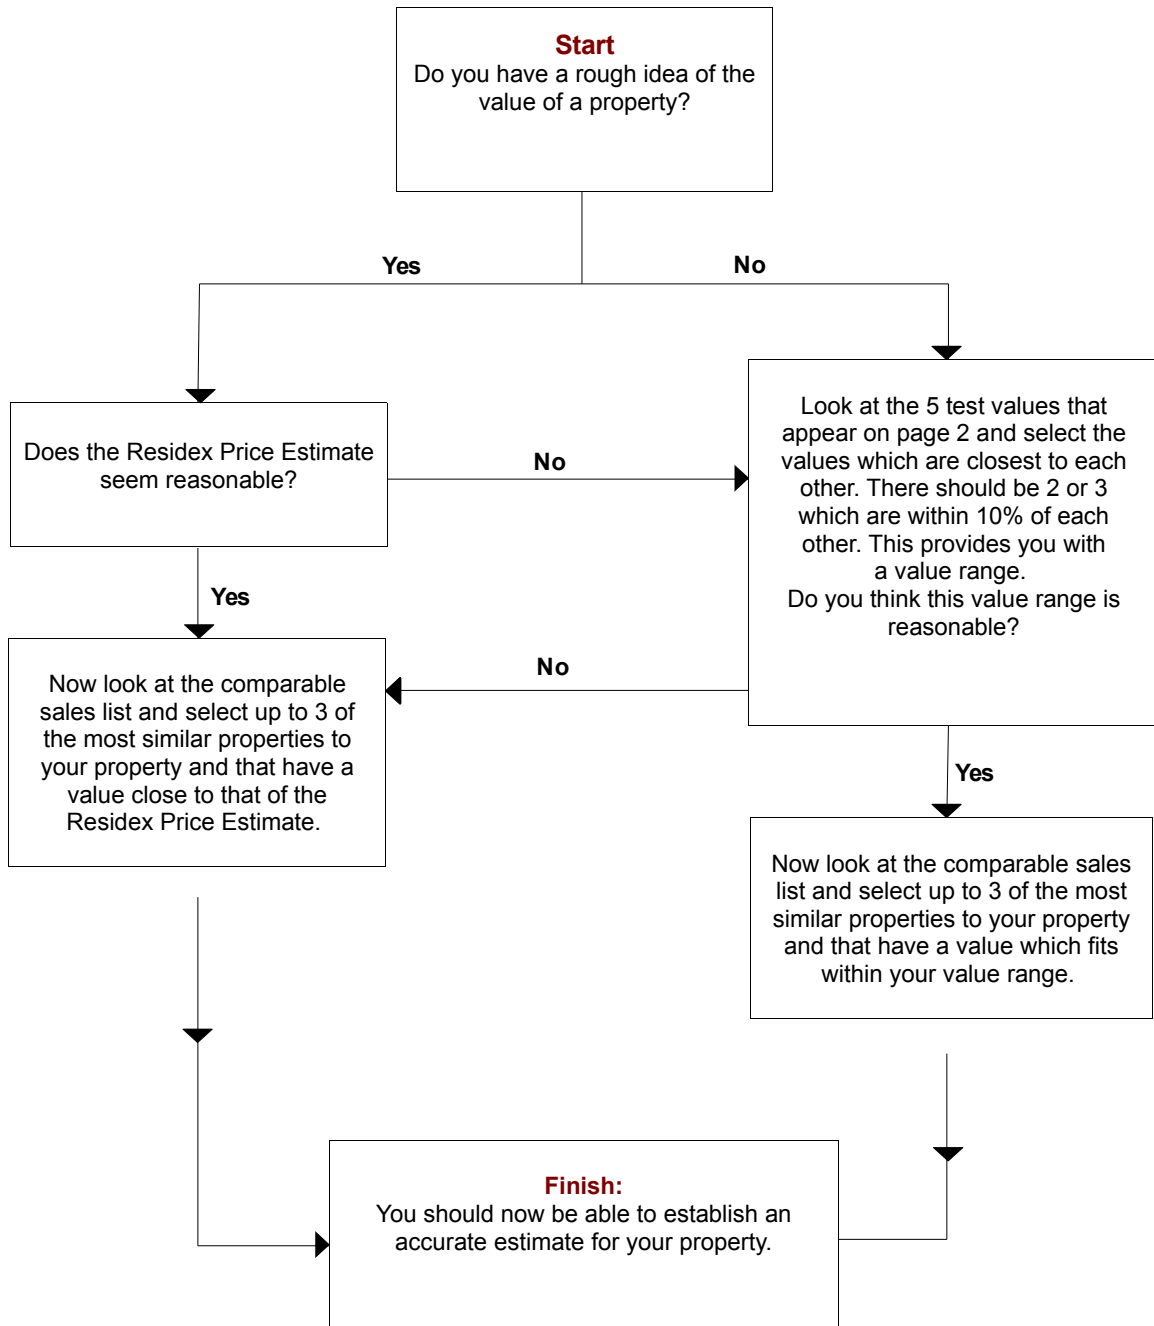 Start
Do you have a rough idea of the
value of a property?
Yes
No
Does the Residex Price Estimate
seem reasonable?
No
Look at the 5 test values that
appear on page 2 and select the
values which are closest to each
other. There should be 2 or 3
which are within 10% of each
other. This provides you with
a value range.
Do you think this value range is
reasonable?
Yes
No
Now look at the comparable
sales list and select up to 3 of
the most similar properties to
your property and that have a
value close to that of the
Residex Price Estimate.
Yes
Now look at the comparable sales
list and select up to 3 of the most
similar properties to your property
and that have a value which fits
within your value range.
Finish:
You should now be able to establish an
accurate estimate for your property.